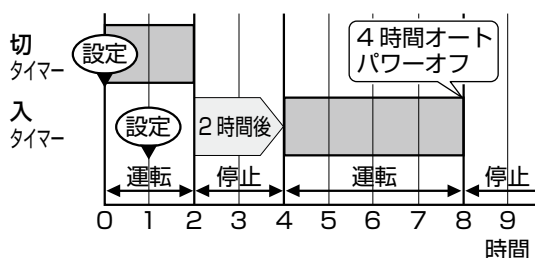 切
タイマー
設定
4時間オート
パワーオフ
入
タイマー
設定
2時間後
運転 停止 運転 停止
0 1 2 3 4 5 6 7 8 9
時間